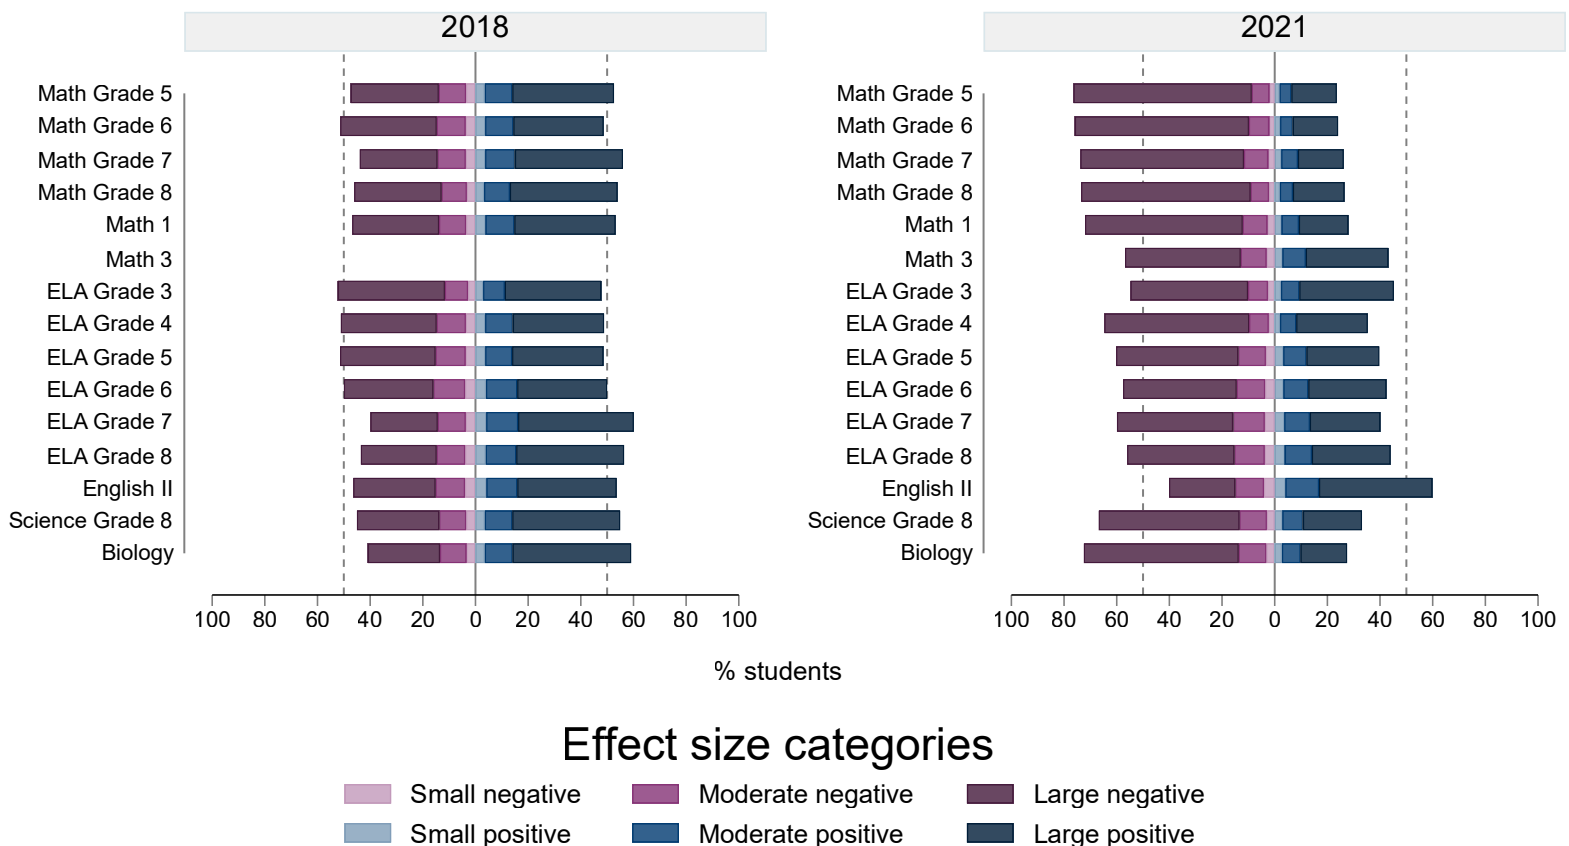 2018 2021
Math Grade 5 Math Grade 5
Math Grade 6 Math Grade 6
Math Grade 7 Math Grade 7
Math Grade 8 Math Grade 8
Math 1 Math 1
Math 3 Math 3
ELA Grade 3 ELA Grade 3
ELA Grade 4 ELA Grade 4
ELA Grade 5 ELA Grade 5
ELA Grade 6 ELA Grade 6
ELA Grade 7 ELA Grade 7
ELA Grade 8 ELA Grade 8
English II English II
Science Grade 8 Science Grade 8
Biology Biology
100 80 60 40 20 0 20 40 60 80 100 100 80 60 40 20 0 20 40 60 80 100
% students
Effect size categories
Small negative Moderate negative Large negative
Small positive Moderate positive Large positive